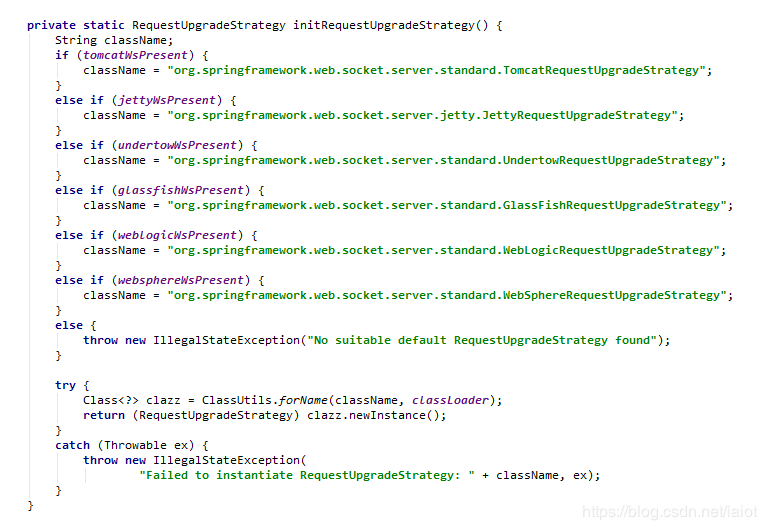 private static RequestUpgradeStrategy initRequestUpgradeStrategy() {
    String className;
    if (tomcatWsPresent) {
        className = "org.springframework.web.socket.server.standard.TomcatRequestUpgradeStrategy";
    }
    else if (jettyWsPresent) {
        className = "org.springframework.web.socket.server.jetty.JettyRequestUpgradeStrategy";
    }
    else if (undertowWsPresent) {
        className = "org.springframework.web.socket.server.standard.UndertowRequestUpgradeStrategy";
    }
    else if (glassfishWsPresent) {
        className = "org.springframework.web.socket.server.standard.GlassFishRequestUpgradeStrategy";
    }
    else if (weblogicWsPresent) {
        className = "org.springframework.web.socket.server.standard.WebLogicRequestUpgradeStrategy";
    }
    else if (websphereWsPresent) {
        className = "org.springframework.web.socket.server.standard.WebSphereRequestUpgradeStrategy";
    }
    else {
        throw new IllegalStateException("No suitable default RequestUpgradeStrategy found");
    }

    try {
        Class<?> clazz = ClassUtils.forName(className, classLoader);
        return (RequestUpgradeStrategy) clazz.newInstance();
    }
    catch (Throwable ex) {
        throw new IllegalStateException(
                "Failed to instantiate RequestUpgradeStrategy: " + className, ex);
    }
}
https://blog.csdn.net/iaiot